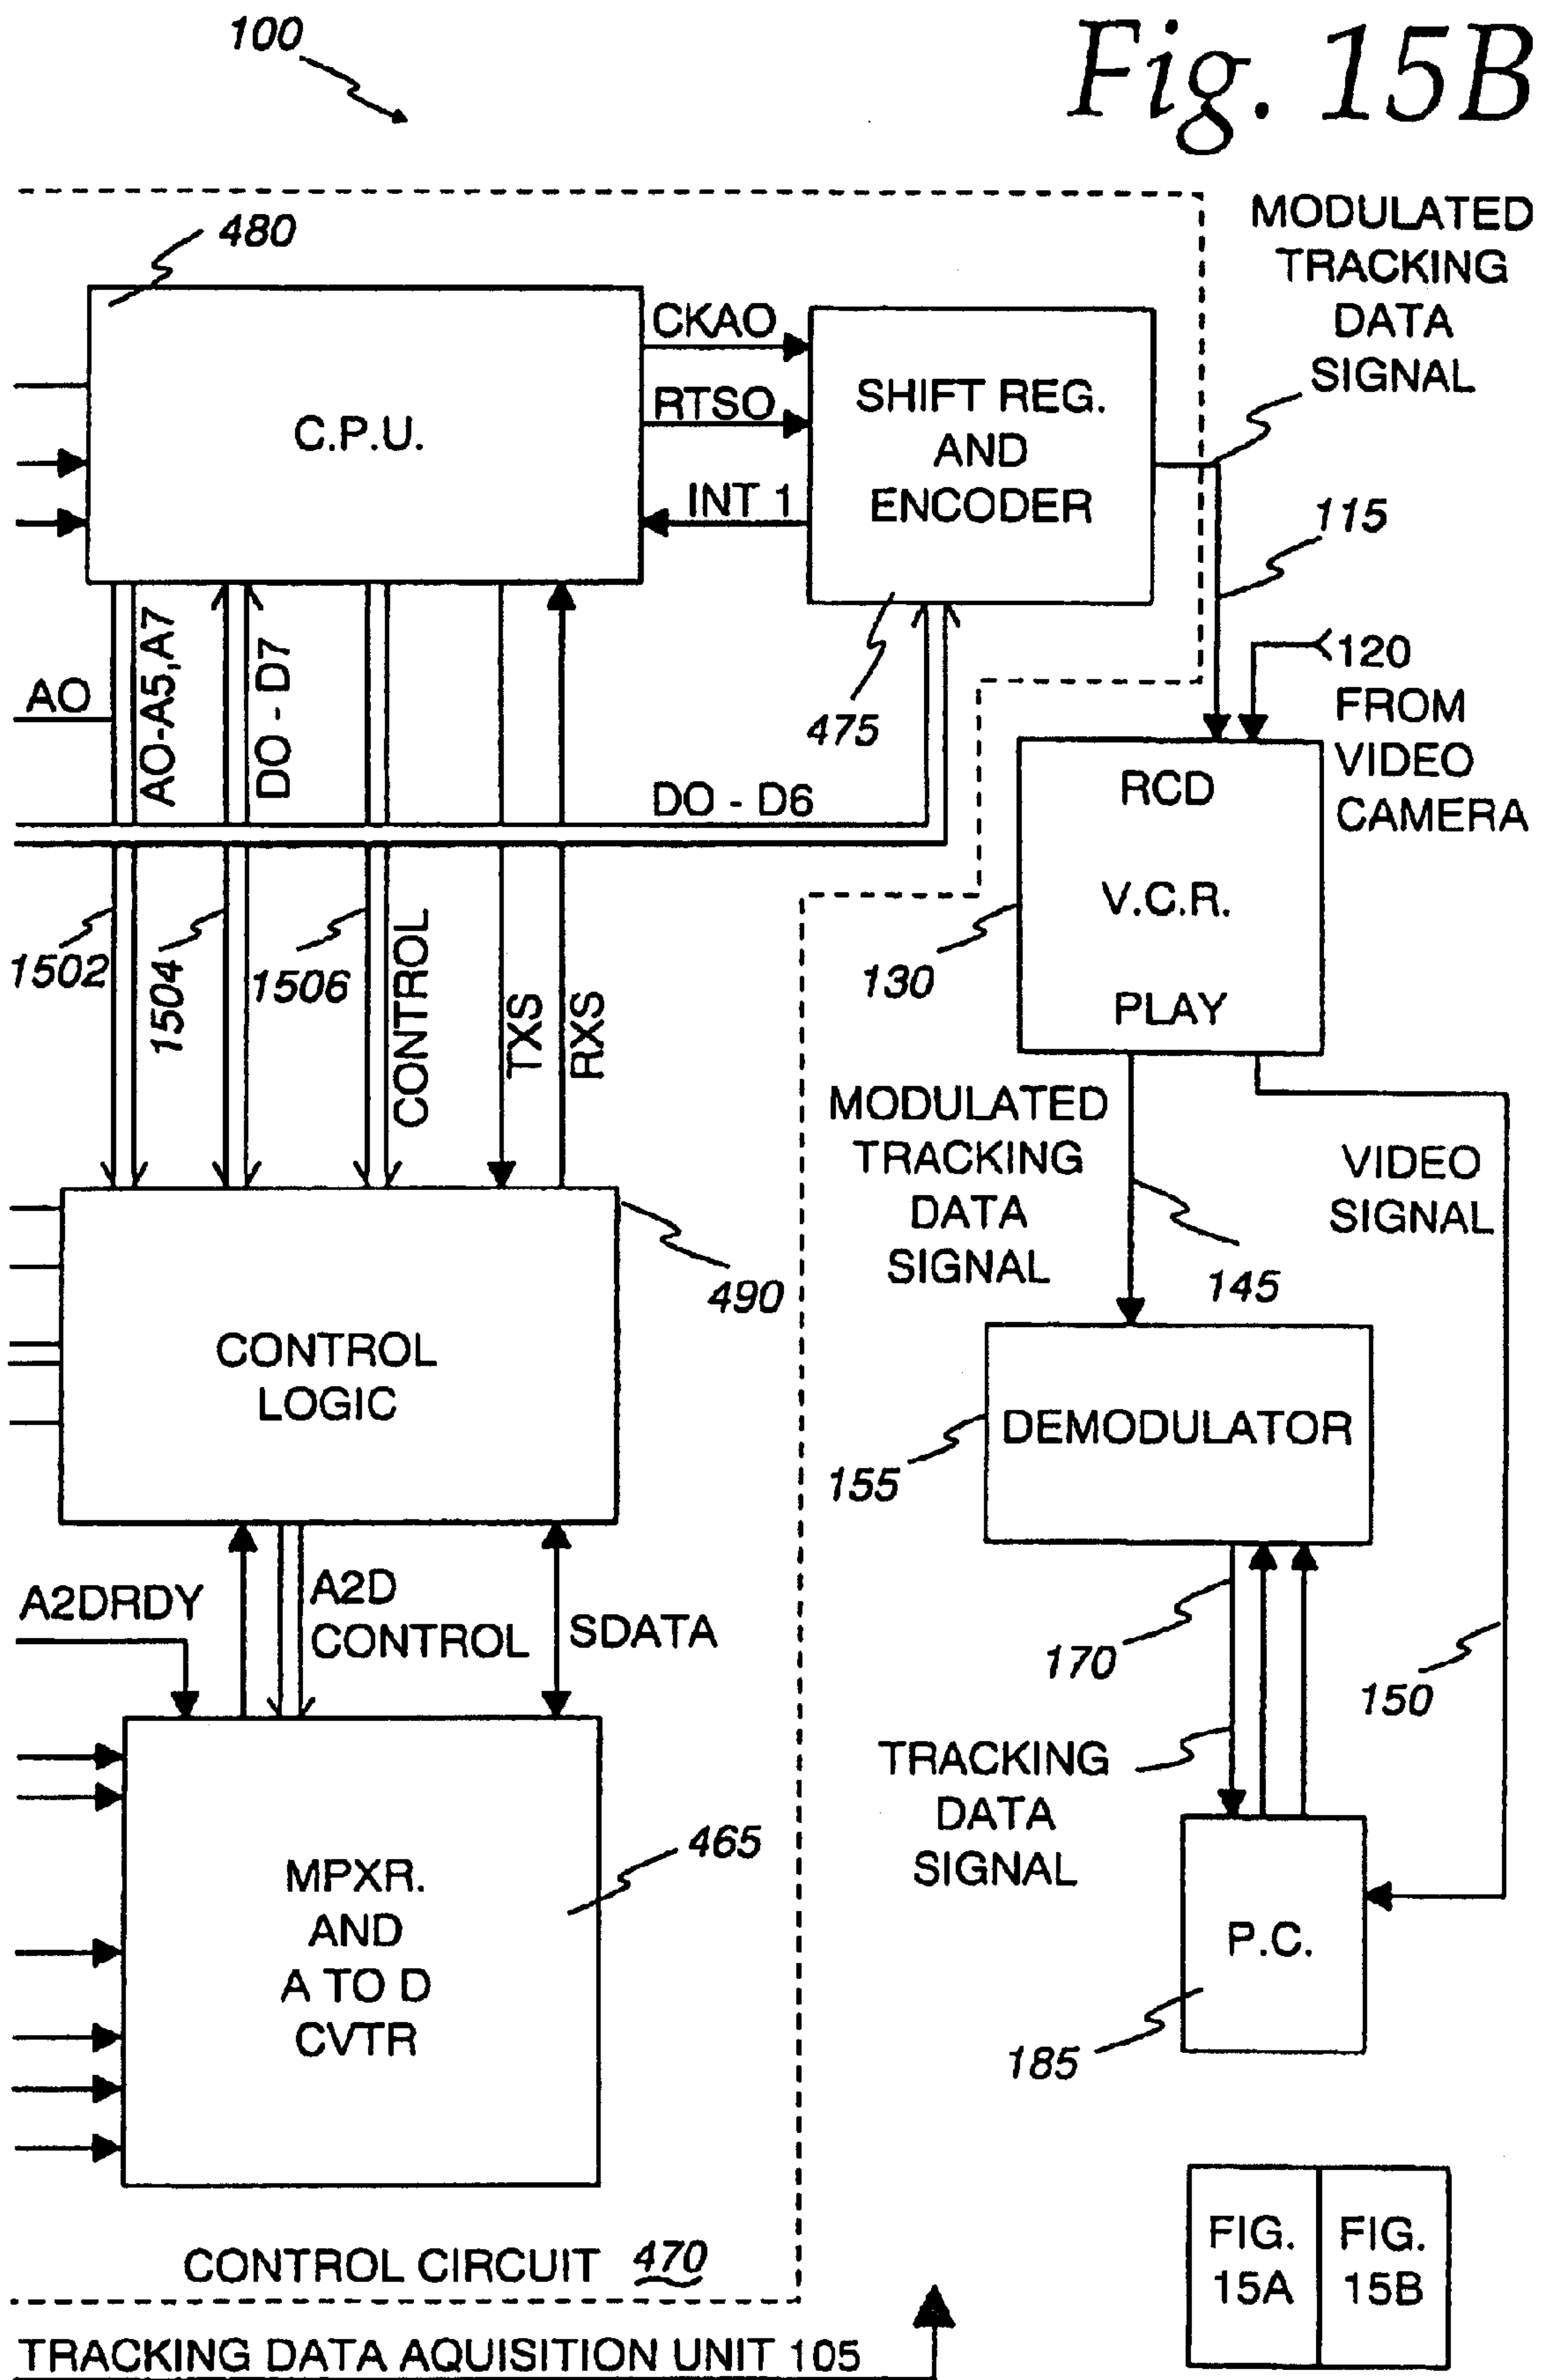 100
Fig. 15B
480
MODULATED
TRACKING
DATA
SIGNAL
C.P.U.
CKAO
RTSO
INT 1
SHIFT REG.
AND
ENCODER
115
475
AO
AO-A5,A7
DO - D7
DO - D6
120
FROM
VIDEO
CAMERA
RCD
V.C.R.
PLAY
130
1502
1504
1506
CONTROL
TXS
RXS
MODULATED
TRACKING
DATA
SIGNAL
145
VIDEO
SIGNAL
490
CONTROL
LOGIC
DEMODULATOR
155
A2DRDY
A2D
CONTROL
SDATA
170
150
TRACKING
DATA
SIGNAL
465
MPXR.
AND
A TO D
CVTR
P.C.
185
CONTROL CIRCUIT 470
FIG.
15A
FIG.
15B
TRACKING DATA AQUISITION UNIT 105